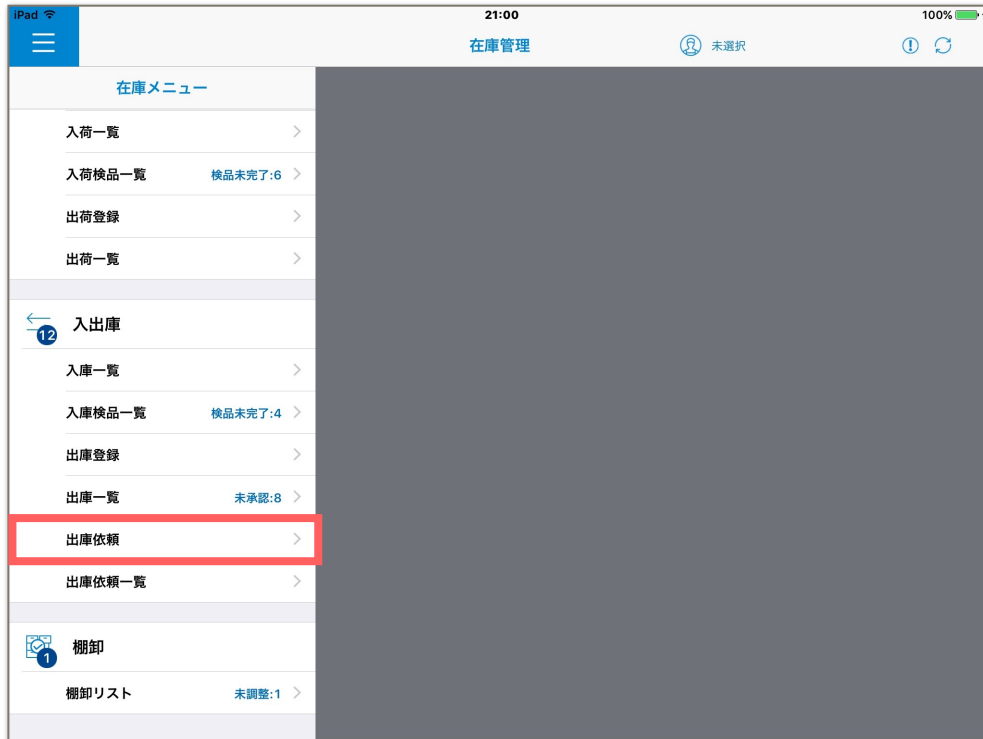 iPad 21:00 100%
在庫管理 未選択
在庫メニュー
入荷一覧
入荷検品一覧 検品未完了:6
出荷登録
出荷一覧
12 入出庫
入庫一覧
入庫検品一覧 検品未完了:4
出庫登録
出庫一覧 未承認:8
出庫依頼
出庫依頼一覧
1 棚卸
棚卸リスト 未調整:1